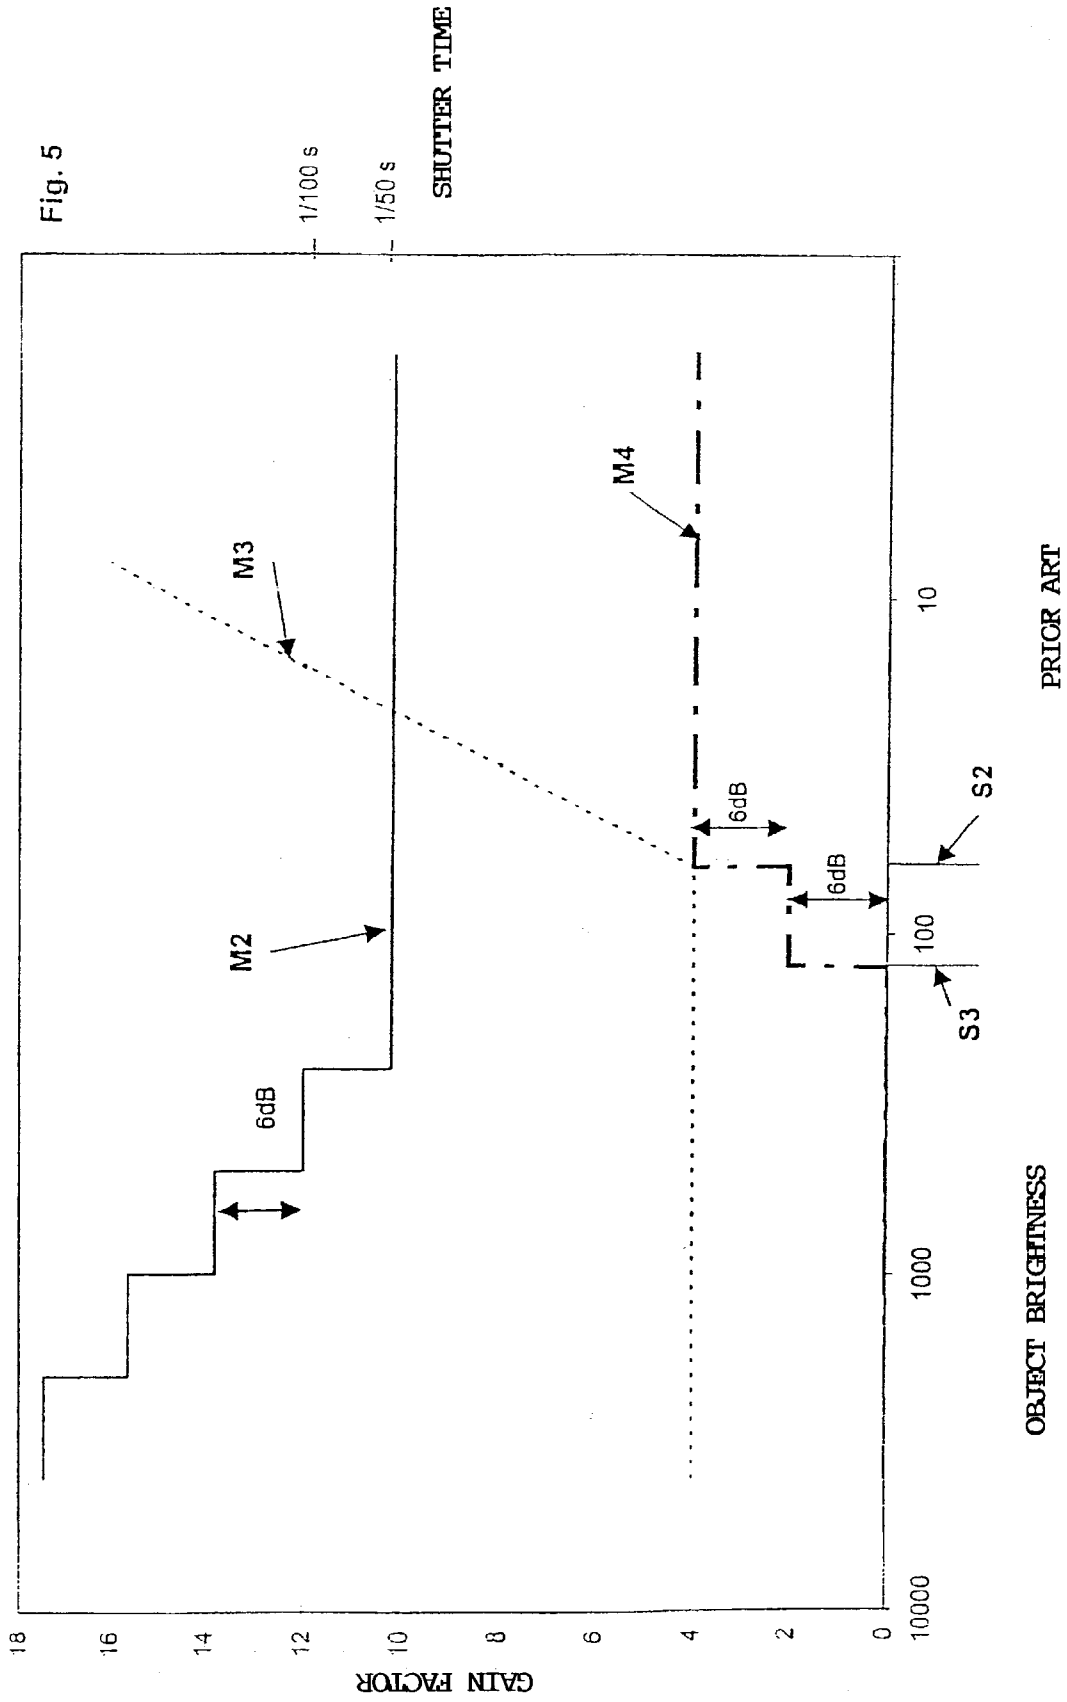 Fig. 5
GAIN FACTOR
18
16
14
12
10
8
6
4
2
0
1/100 s
1/50 s
SHUTTER TIME
M2
M3
M4
6dB
6dB
6dB
10000
1000
100
10
S3
S2
OBJECT BRIGHTNESS
PRIOR ART